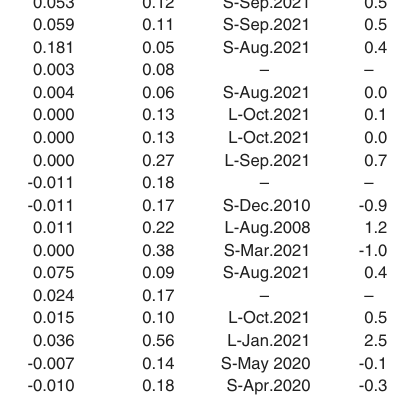 0.053 0.12 S-Sep.2021 0.5
0.059 0.11 S-Sep.2021 0.5
0.181 0.05 S-Aug.2021 0.4
0.003 0.08 – –
0.004 0.06 S-Aug.2021 0.0
0.000 0.13 L-Oct.2021 0.1
0.000 0.13 L-Oct.2021 0.0
0.000 0.27 L-Sep.2021 0.7
-0.011 0.18 – –
-0.011 0.17 S-Dec.2010 -0.9
0.011 0.22 L-Aug.2008 1.2
0.000 0.38 S-Mar.2021 -1.0
0.075 0.09 S-Aug.2021 0.4
0.024 0.17 – –
0.015 0.10 L-Oct.2021 0.5
0.036 0.56 L-Jan.2021 2.5
-0.007 0.14 S-May 2020 -0.1
-0.010 0.18 S-Apr.2020 -0.3